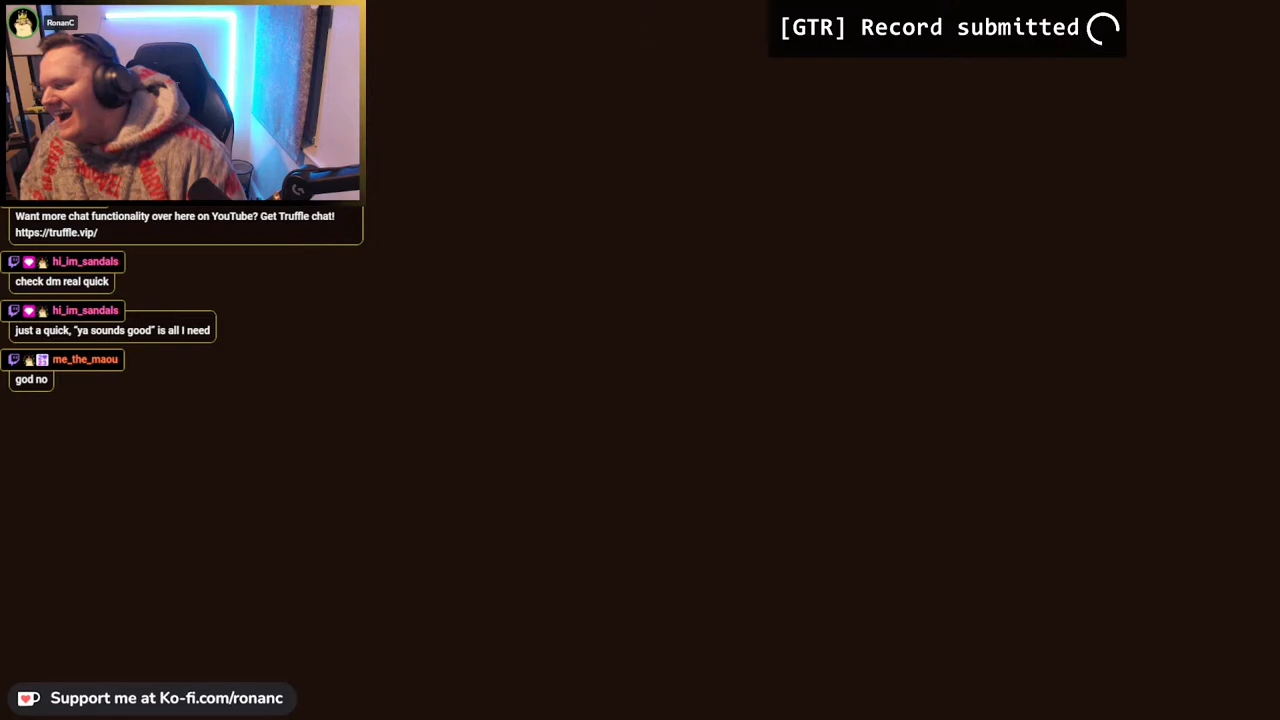 RonanC
[GTR] Record submitted
Want more chat functionality over here on YouTube? Get Truffle chat!
https://truffle.vip/
hi_im_sandals
check dm real quick
hi_im_sandals
just a quick, “ya sounds good” is all I need
me_the_maou
god no
Support me at Ko-fi.com/ronanc